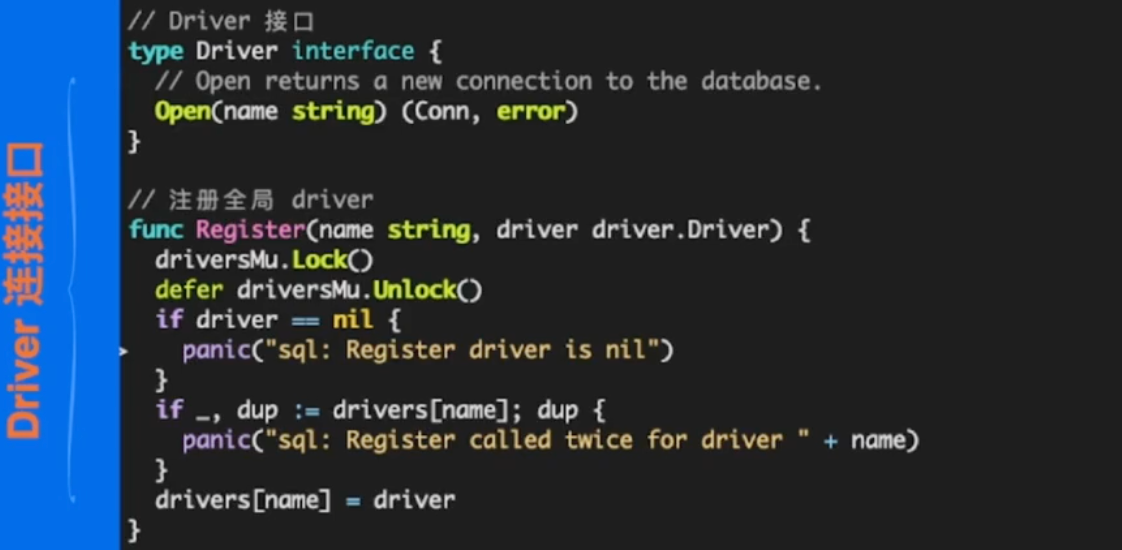 Driver 连接接口
// Driver 接口
type Driver interface {
  // Open returns a new connection to the database.
  Open(name string) (Conn, error)
}
// 注册全局 driver
func Register(name string, driver driver.Driver) {
  driversMu.Lock()
  defer driversMu.Unlock()
  if driver == nil {
    panic("sql: Register driver is nil")
  }
  if _, dup := drivers[name]; dup {
    panic("sql: Register called twice for driver " + name)
  }
  drivers[name] = driver
}